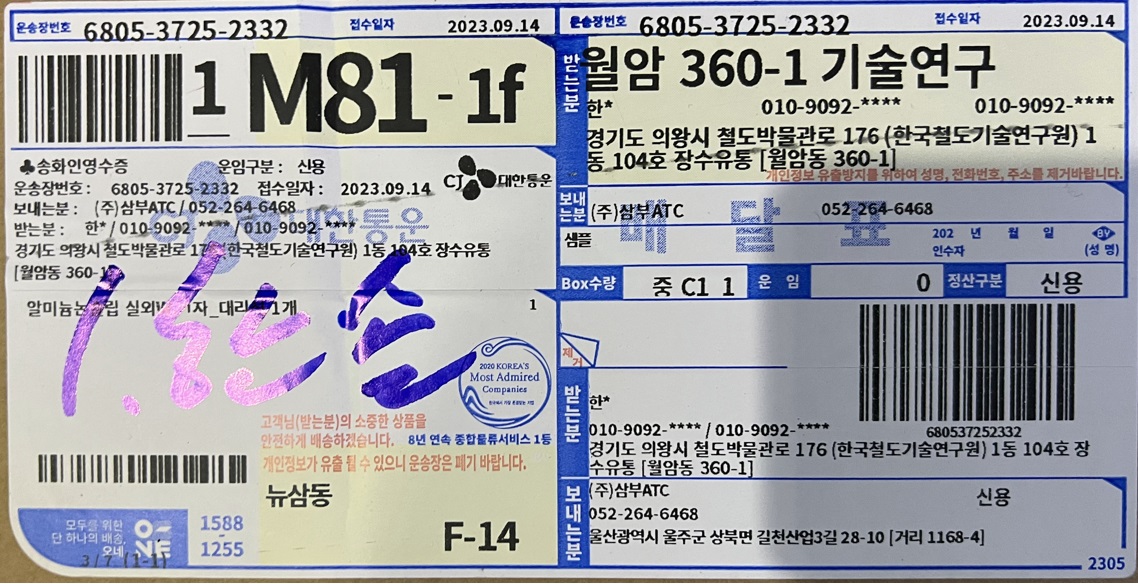 운송장번호 6805-3725-2332 접수일자 2023.09.14
1 M81 - 1f
♣송화인영수증 운임구분 : 신용
운송장번호 : 6805-3725-2332 접수일자 : 2023.09.14
CJ 대한통운
보내는분 : (주)삼부ATC / 052-264-6468
받는분 : 한* / 010-9092-**** / 010-9092-****
CJ 대한통운
경기도 의왕시 철도박물관로 17 (한국철도기술연구원) 1동 104호 장수유통
[월암동 360-1]
알미늄논슬립 실외 자_대리 1개 1
2020 KOREA'S
Most Admired
Companies
한국에서 가장 존경받는 기업
고객님(받는분)의 소중한 상품을
안전하게 배송하겠습니다. 8년 연속 종합물류서비스 1등
개인정보가 유출 될 수 있으니 운송장은 폐기 바랍니다.
뉴삼동
F-14
모두를 위한
단 하나의 배송,
오네
O-NE
1588
-
1255
3/7 (1-1)
운송장번호 6805-3725-2332 접수일자 2023.09.14
받는분
월암 360-1 기술연구
한* 010-9092-**** 010-9092-****
경기도 의왕시 철도박물관로 176 (한국철도기술연구원) 1
동 104호 장수유통 [월암동 360-1]
개인정보 유출방지를 위하여 성명, 전화번호, 주소를 제거바랍니다.
보내는분 (주)삼부ATC 052-264-6468
배달표
샘플
202 년 월 일
인수자 (성 명)
BV
Box수량 중 C1 1 운 임 0 정산구분 신용
제거
680537252332
받는분
한*
010-9092-**** / 010-9092-****
경기도 의왕시 철도박물관로 176 (한국철도기술연구원) 1동 104호 장
수유통 [월암동 360-1]
보내는분
(주)삼부ATC 신용
052-264-6468
울산광역시 울주군 상북면 길천산업3길 28-10 [거리 1168-4]
2305